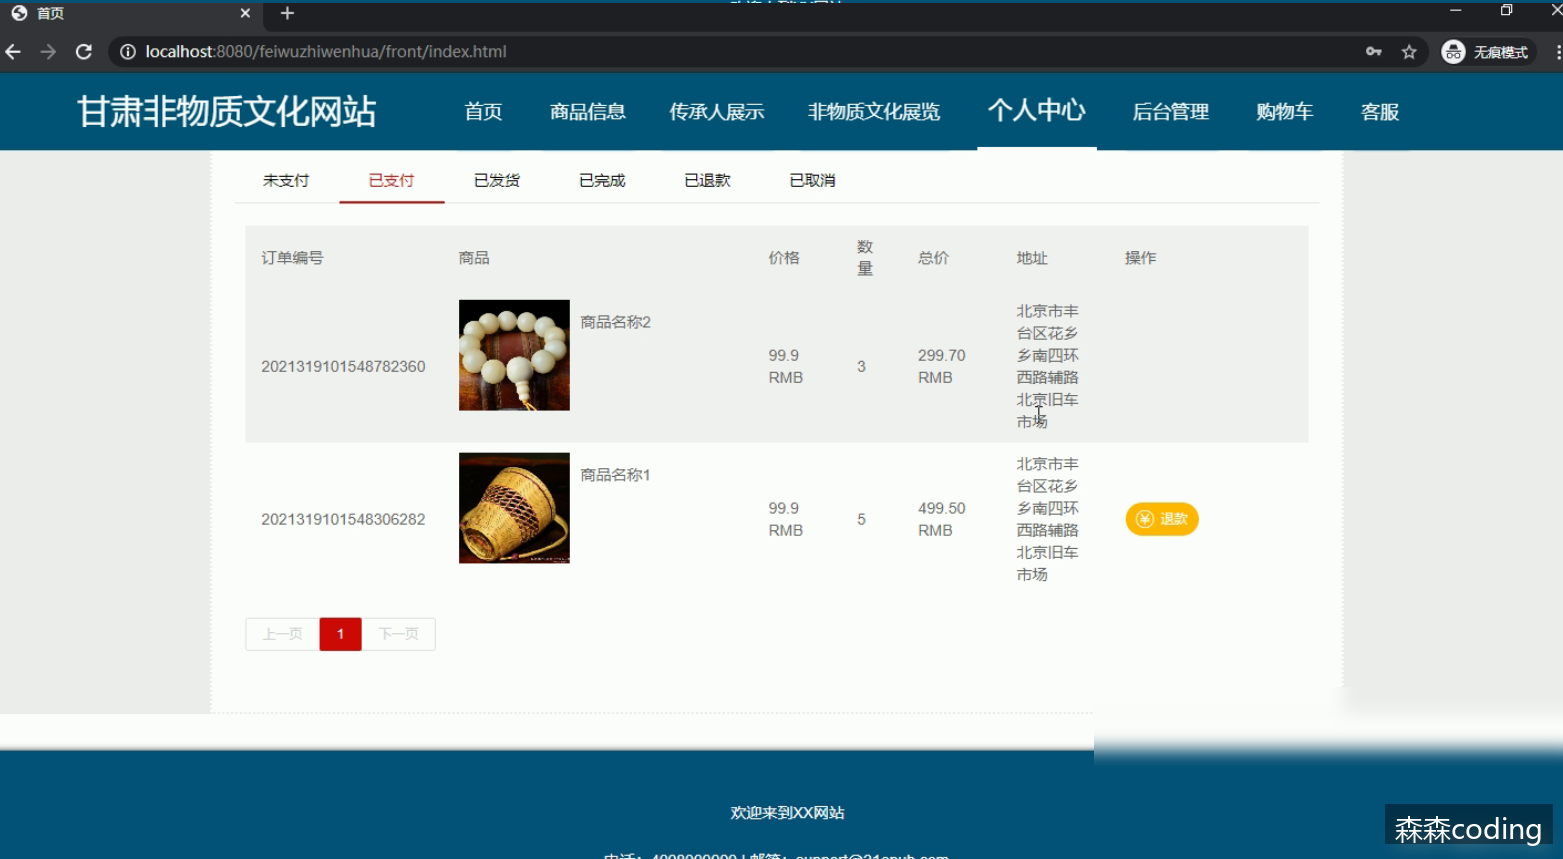 首页
localhost:8080/feiwuzhiwenhua/front/index.html
无痕模式
甘肃非物质文化网站
首页 商品信息 传承人展示 非物质文化展览 个人中心 后台管理 购物车 客服
未支付 已支付 已发货 已完成 已退款 已取消
订单编号 商品 价格 数量 总价 地址 操作
2021319101548782360
商品名称2
99.9
RMB
3
299.70
RMB
北京市丰
台区花乡
乡南四环
西路辅路
北京旧车
市场
2021319101548306282
商品名称1
99.9
RMB
5
499.50
RMB
北京市丰
台区花乡
乡南四环
西路辅路
北京旧车
市场
退款
上一页 1 下一页
欢迎来到XX网站
森森coding